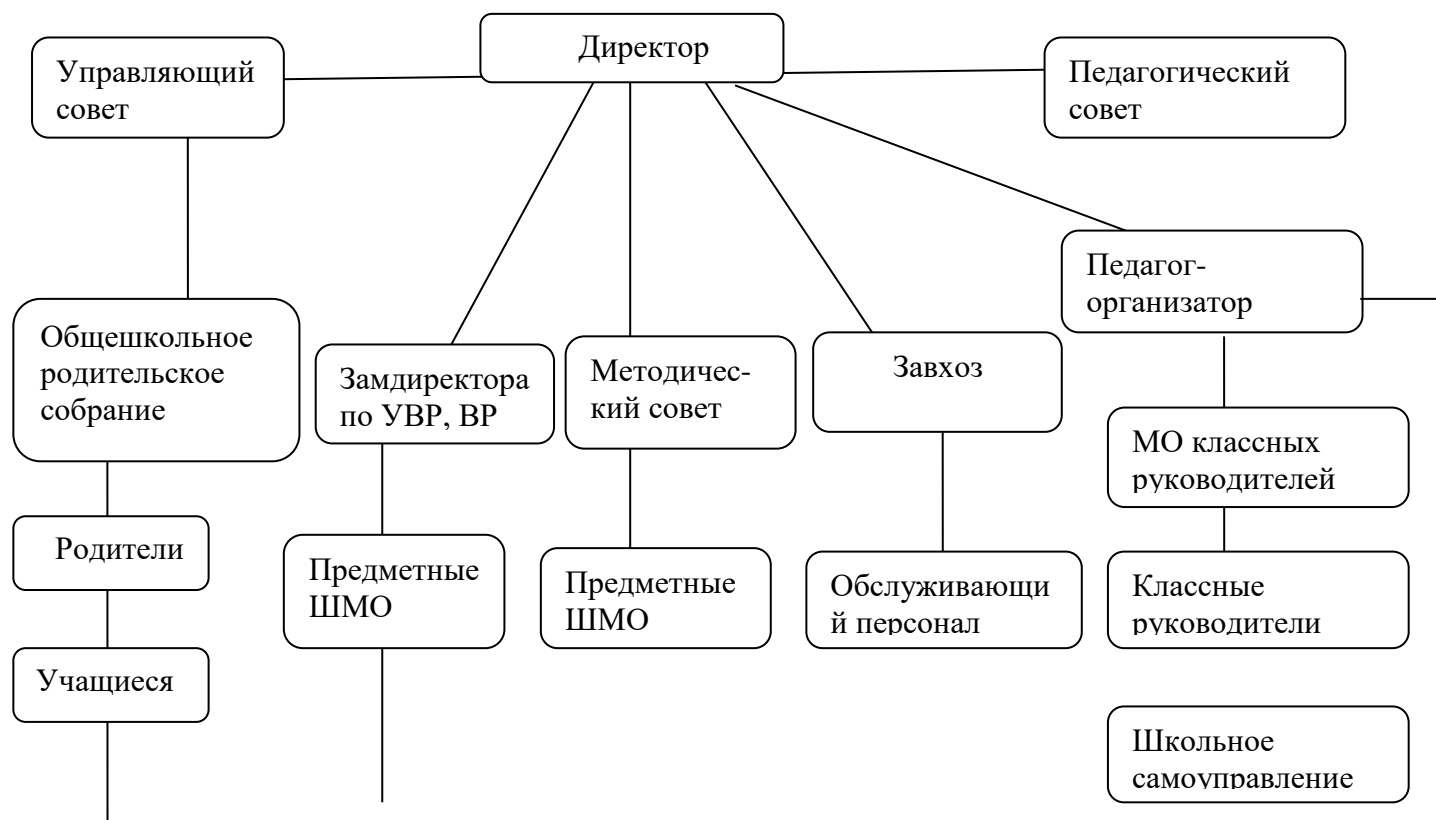 Директор
Управляющий
совет
Педагогический
совет
Педагог-
организатор
Общешкольное
родительское
собрание
Замдиректора
по УВР, ВР
Методичес-
кий совет
Завхоз
МО классных
руководителей
Родители
Предметные
ШМО
Предметные
ШМО
Обслуживающи
й персонал
Классные
руководители
Учащиеся
Школьное
самоуправление